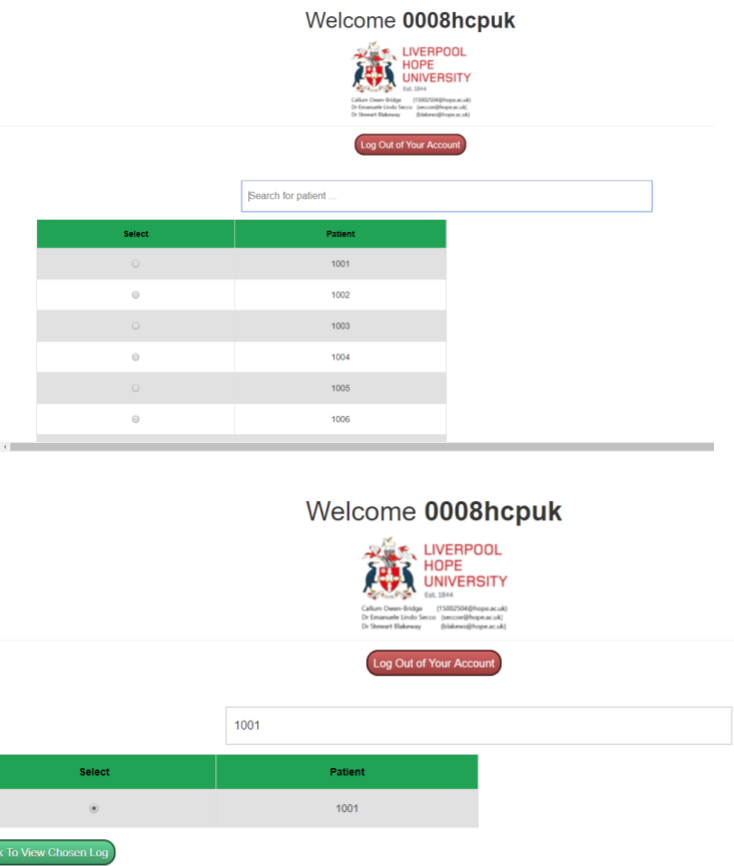 Welcome 0008hcpuk
LIVERPOOL
HOPE
UNIVERSITY
Est. 1844
Callum Owen-Bridge (15002504@hope.ac.uk)
Dr Emanuele Lindo Secco (seccoe@hope.ac.uk)
Dr Stewart Blakeway (blakews@hope.ac.uk)
Log Out of Your Account
Search for patient ...
Select Patient
1001
1002
1003
1004
1005
1006
Welcome 0008hcpuk
LIVERPOOL
HOPE
UNIVERSITY
Est. 1844
Callum Owen-Bridge (15002504@hope.ac.uk)
Dr Emanuele Lindo Secco (seccoe@hope.ac.uk)
Dr Stewart Blakeway (blakews@hope.ac.uk)
Log Out of Your Account
1001
Select Patient
1001
k To View Chosen Log